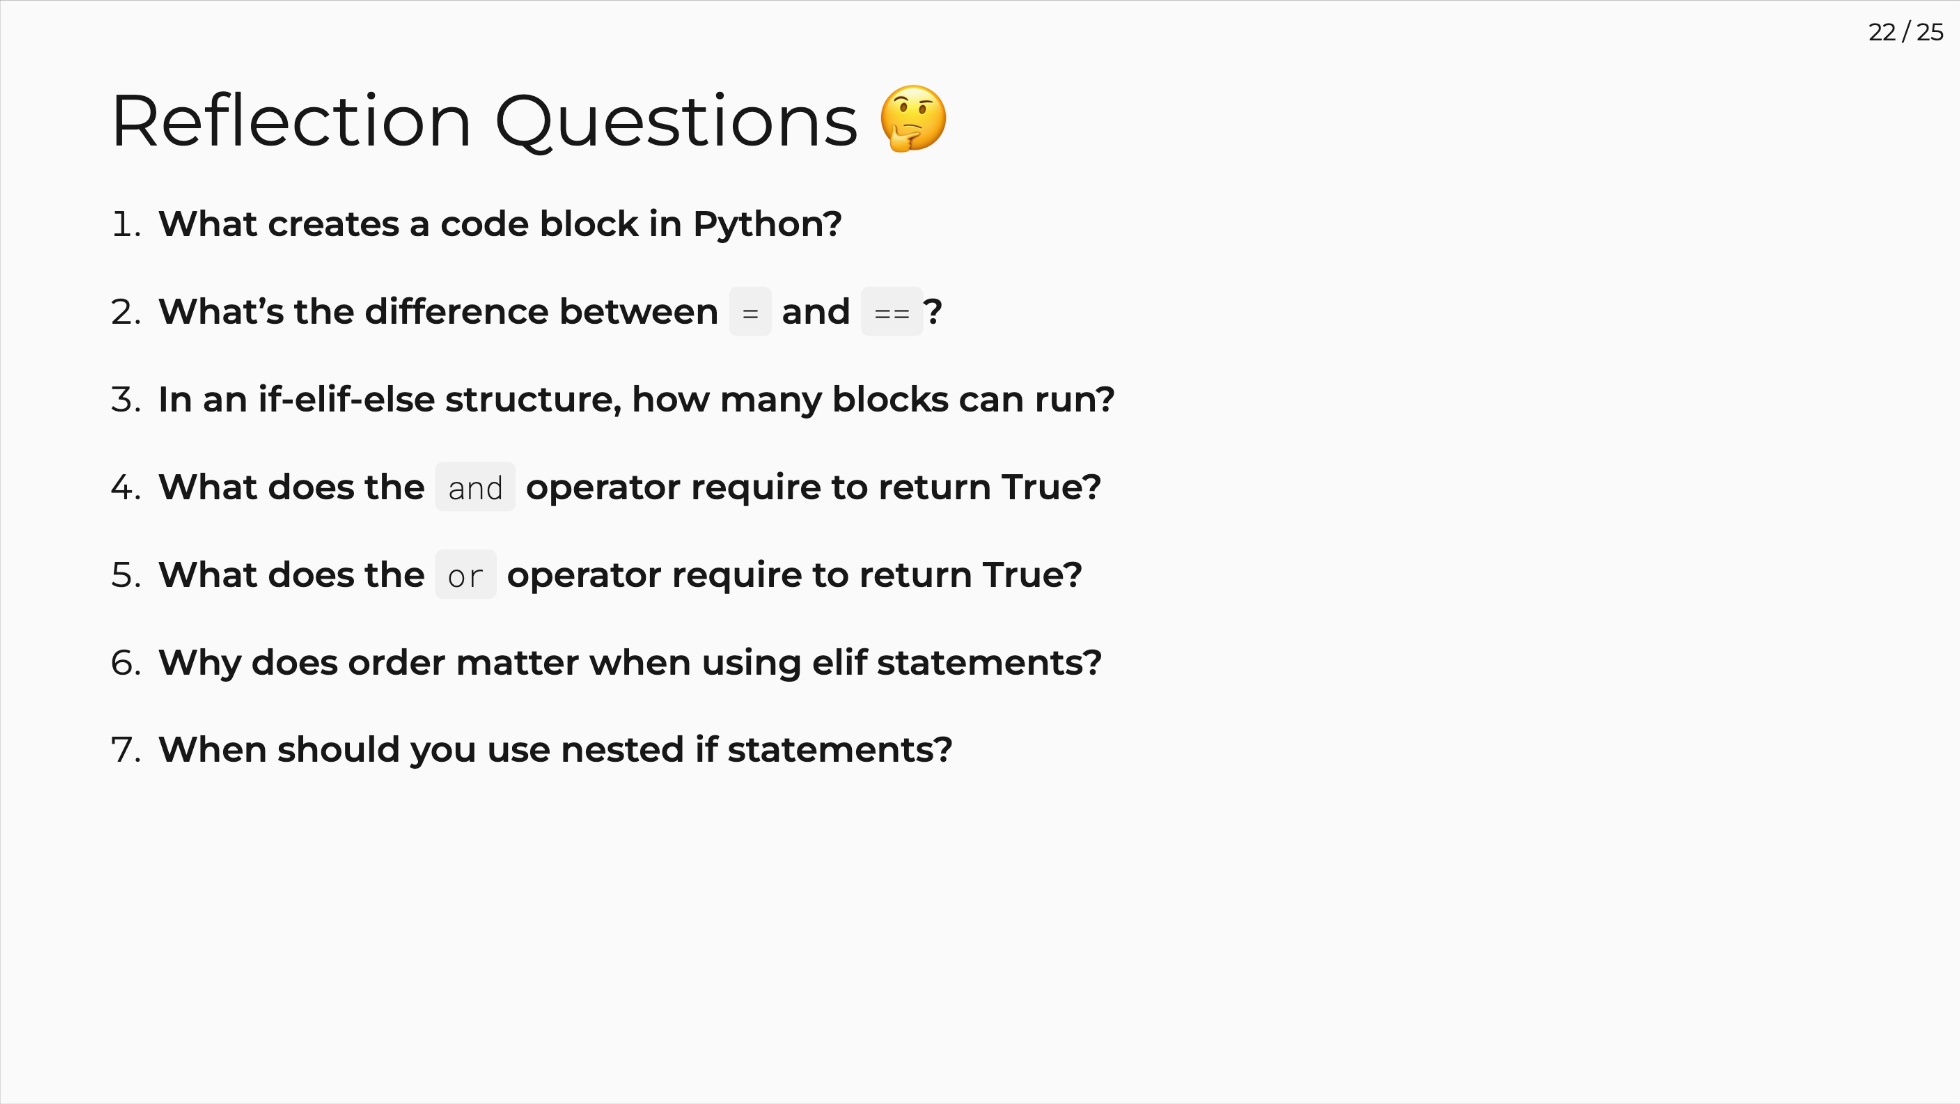 22 / 25
Reflection Questions 🤔
1. What creates a code block in Python?
2. What’s the difference between = and ==?
3. In an if-elif-else structure, how many blocks can run?
4. What does the and operator require to return True?
5. What does the or operator require to return True?
6. Why does order matter when using elif statements?
7. When should you use nested if statements?